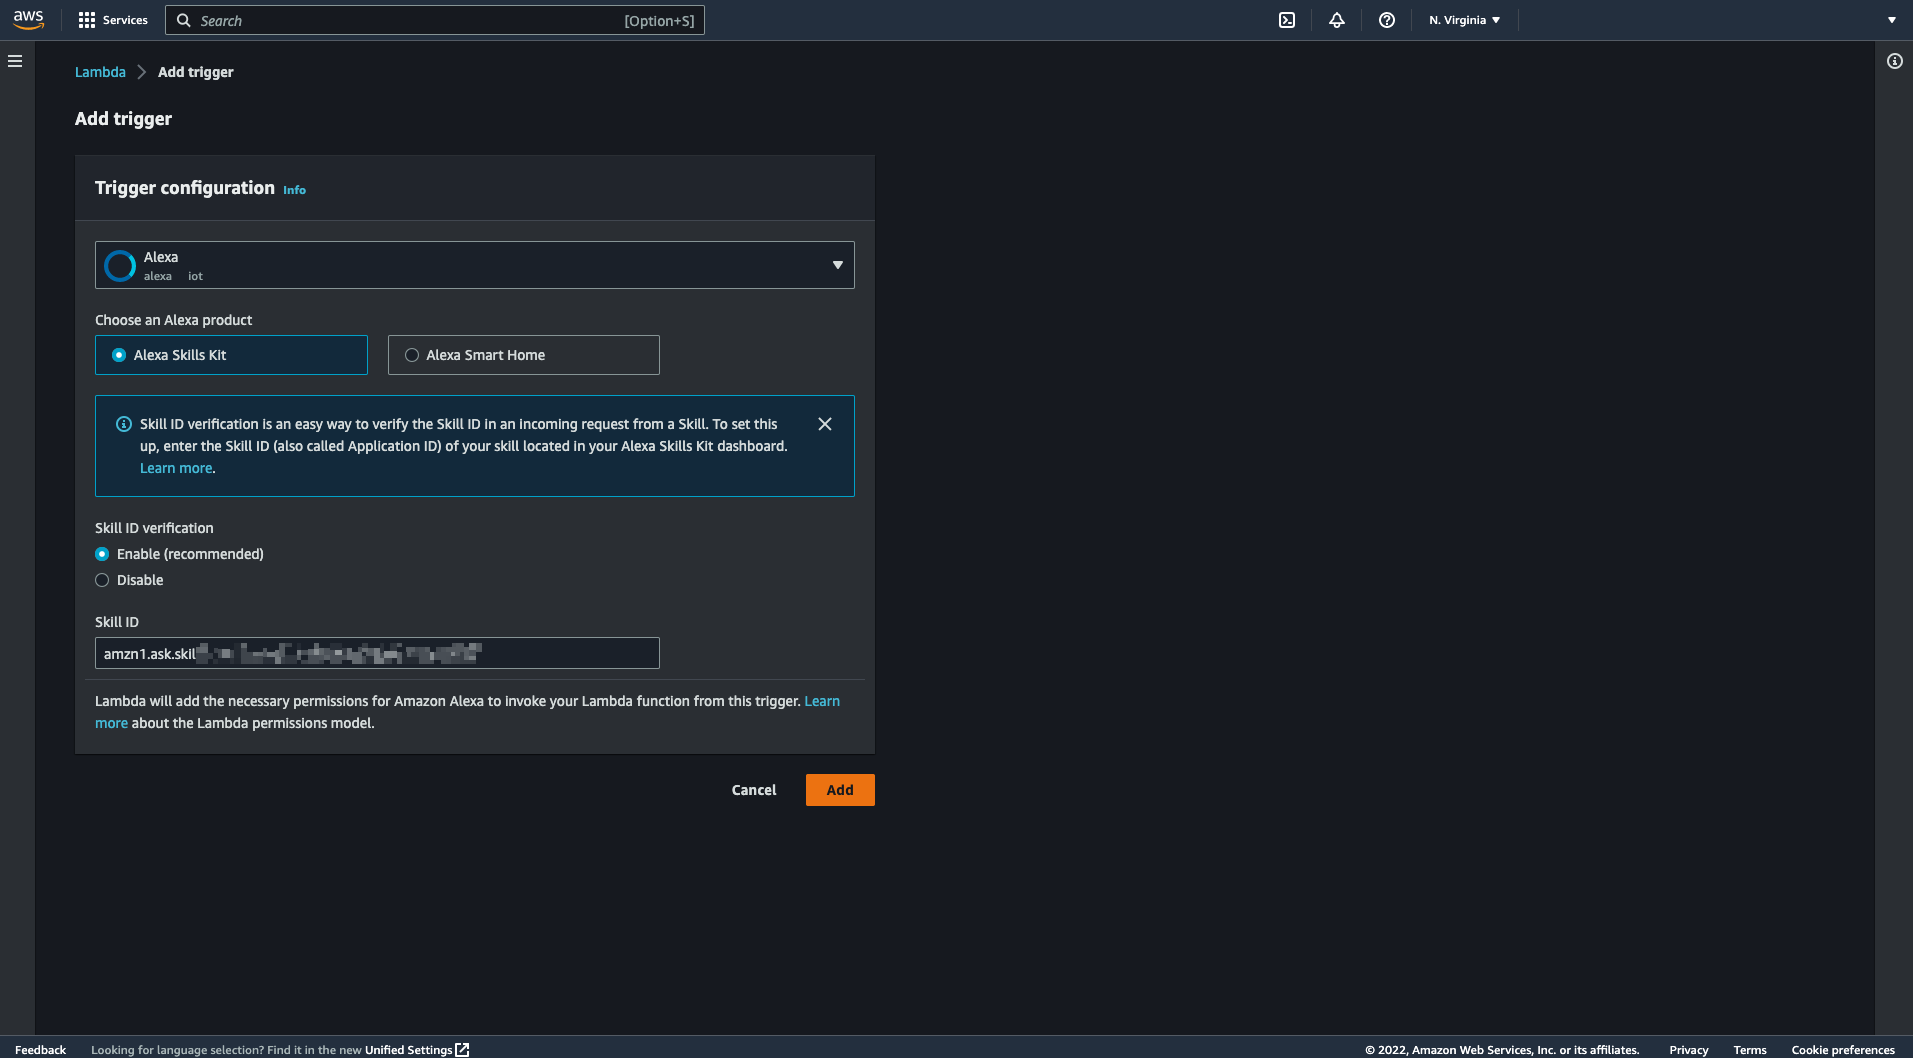 aws
Services
Search
[Option+S]
N. Virginia
Lambda
Add trigger
Add trigger
Trigger configuration Info
Alexa
alexa iot
Choose an Alexa product
Alexa Skills Kit
Alexa Smart Home
Skill ID verification is an easy way to verify the Skill ID in an incoming request from a Skill. To set this
up, enter the Skill ID (also called Application ID) of your skill located in your Alexa Skills Kit dashboard.
Learn more.
Skill ID verification
Enable (recommended)
Disable
Skill ID
amzn1.ask.skil
Lambda will add the necessary permissions for Amazon Alexa to invoke your Lambda function from this trigger. Learn
more about the Lambda permissions model.
Cancel
Add
Feedback
Looking for language selection? Find it in the new Unified Settings
© 2022, Amazon Web Services, Inc. or its affiliates.
Privacy
Terms
Cookie preferences